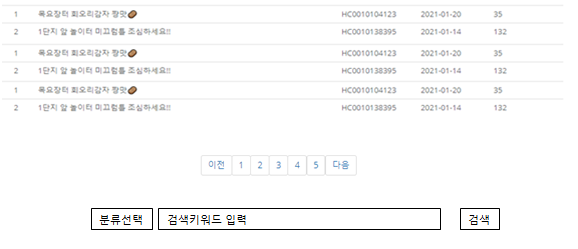 1 목요장터 회오리감자 짱맛🥔 HC0010104123 2021-01-20 35
2 1단지 앞 놀이터 미끄럼틀 조심하세요!! HC0010138395 2021-01-14 132
1 목요장터 회오리감자 짱맛🥔 HC0010104123 2021-01-20 35
2 1단지 앞 놀이터 미끄럼틀 조심하세요!! HC0010138395 2021-01-14 132
1 목요장터 회오리감자 짱맛🥔 HC0010104123 2021-01-20 35
2 1단지 앞 놀이터 미끄럼틀 조심하세요!! HC0010138395 2021-01-14 132
이전 1 2 3 4 5 다음
분류선택 검색키워드 입력 검색